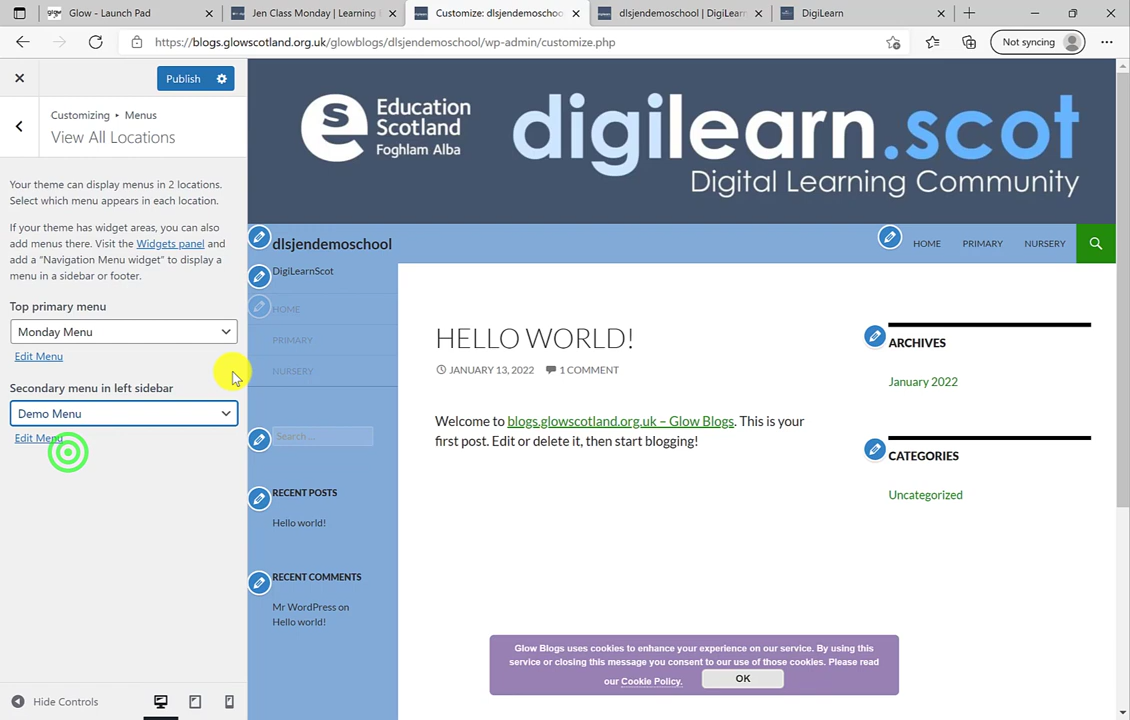 Glow - Launch Pad
Jen Class Monday | Learning
Customize: dlsjendemoschoo
dlsjendemoschool | DigiLearn
DigiLearn
https://blogs.glowscotland.org.uk/glowblogs/dlsjendemoschool/wp-admin/customize.php
Not syncing
Publish
Customizing ▸ Menus
View All Locations
Your theme can display menus in 2 locations.
Select which menu appears in each location.
If your theme has widget areas, you can also
add menus there. Visit the Widgets panel and
add a “Navigation Menu widget” to display a
menu in a sidebar or footer.
Top primary menu
Monday Menu
Edit Menu
Secondary menu in left sidebar
Demo Menu
Edit Menu
Hide Controls
Education
Scotland
Foghlam Alba
digilearn.scot
Digital Learning Community
dlsjendemoschool
HOME
PRIMARY
NURSERY
DigiLearnScot
HOME
PRIMARY
NURSERY
Search ...
RECENT POSTS
Hello world!
RECENT COMMENTS
Mr WordPress on
Hello world!
HELLO WORLD!
JANUARY 13, 2022
1 COMMENT
Welcome to blogs.glowscotland.org.uk – Glow Blogs. This is your
first post. Edit or delete it, then start blogging!
ARCHIVES
January 2022
CATEGORIES
Uncategorized
Glow Blogs uses cookies to enhance your experience on our service. By using this
service or closing this message you consent to our use of those cookies. Please read
our Cookie Policy.
OK